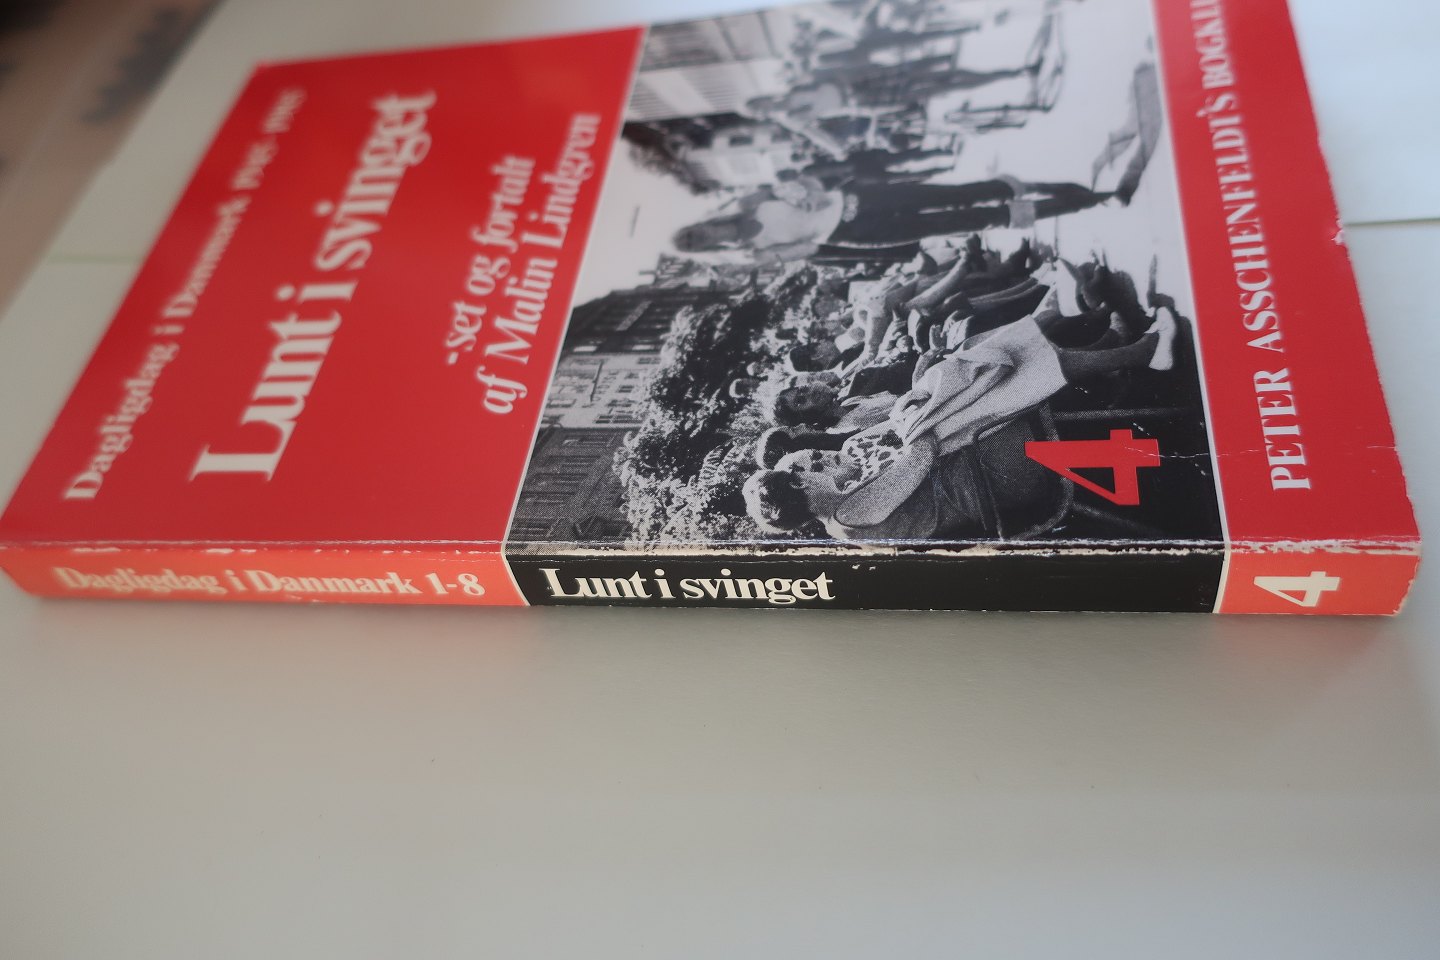 Dagligdag i Danmark 1945-1985
Lunt i svinget
-set og fortalt
af Malin Lindgren
4
PETER ASSCHENFELDT'S BOGKLU
Dagligdag i Danmark 1-8
Lunt i svinget
4